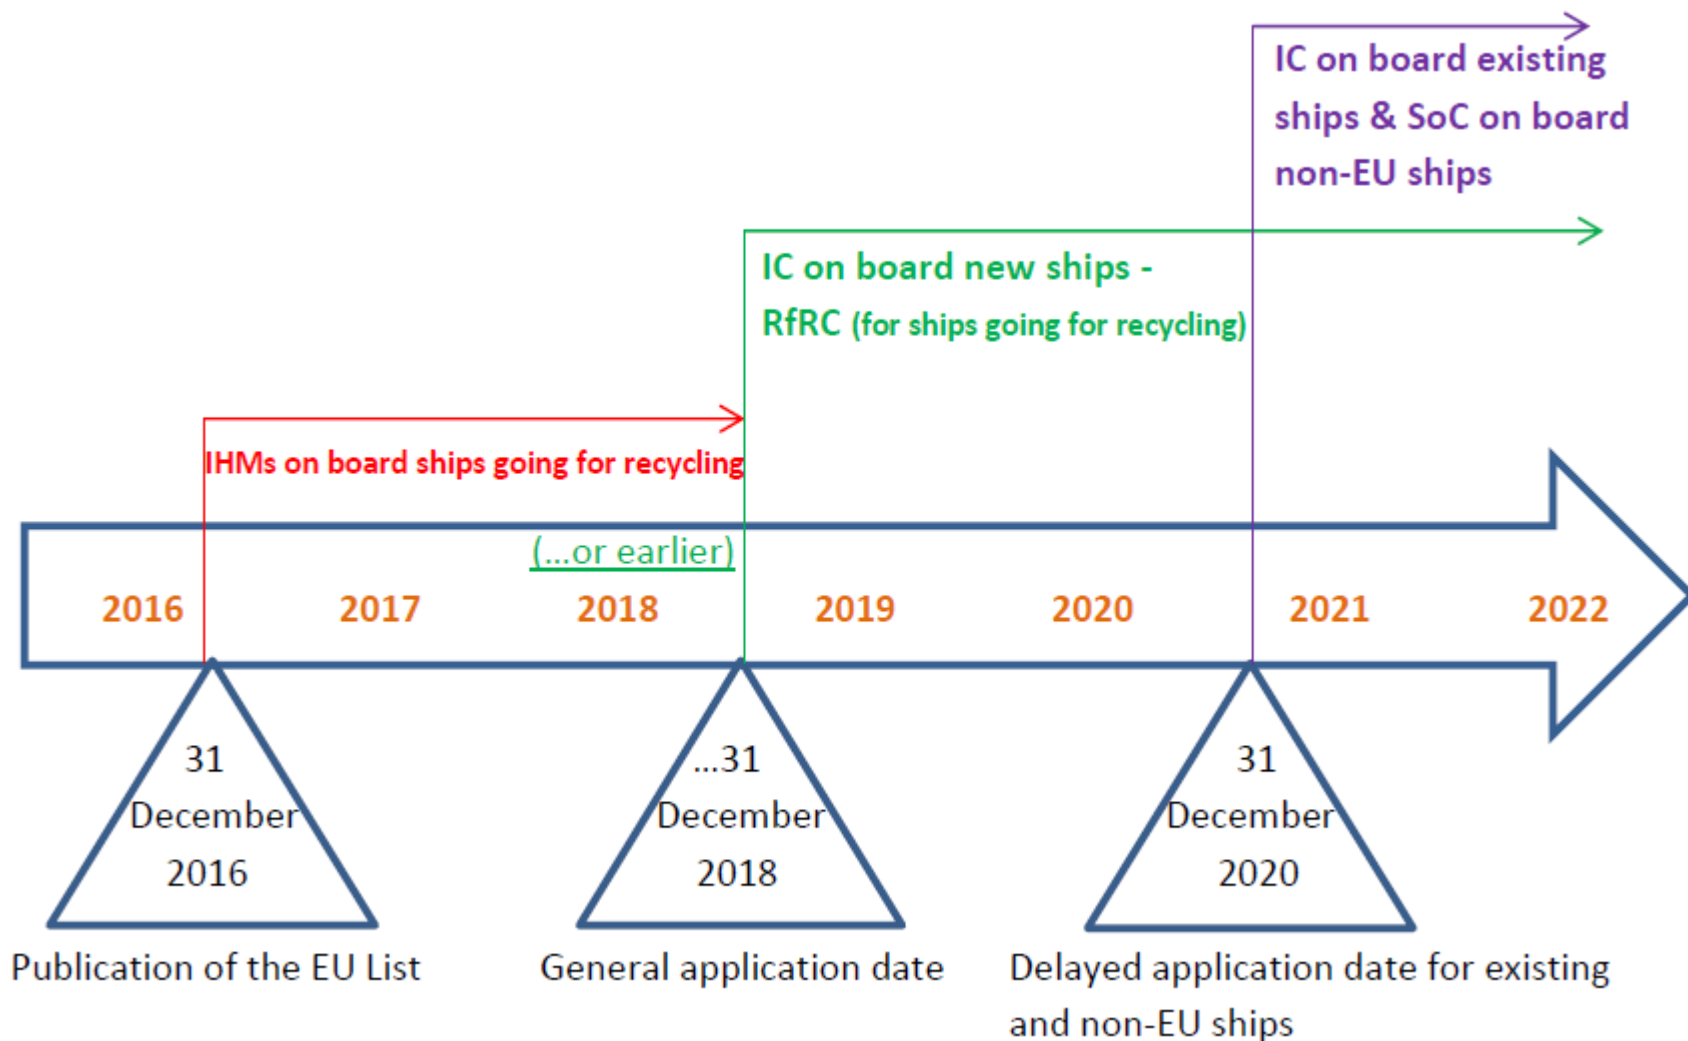 IC on board existing
ships & SoC on board
non-EU ships
IC on board new ships -
RfRC (for ships going for recycling)
IHMs on board ships going for recycling
(...or earlier)
2016 2017 2018 2019 2020 2021 2022
31
December
2016
...31
December
2018
31
December
2020
Publication of the EU List
General application date
Delayed application date for existing
and non-EU ships